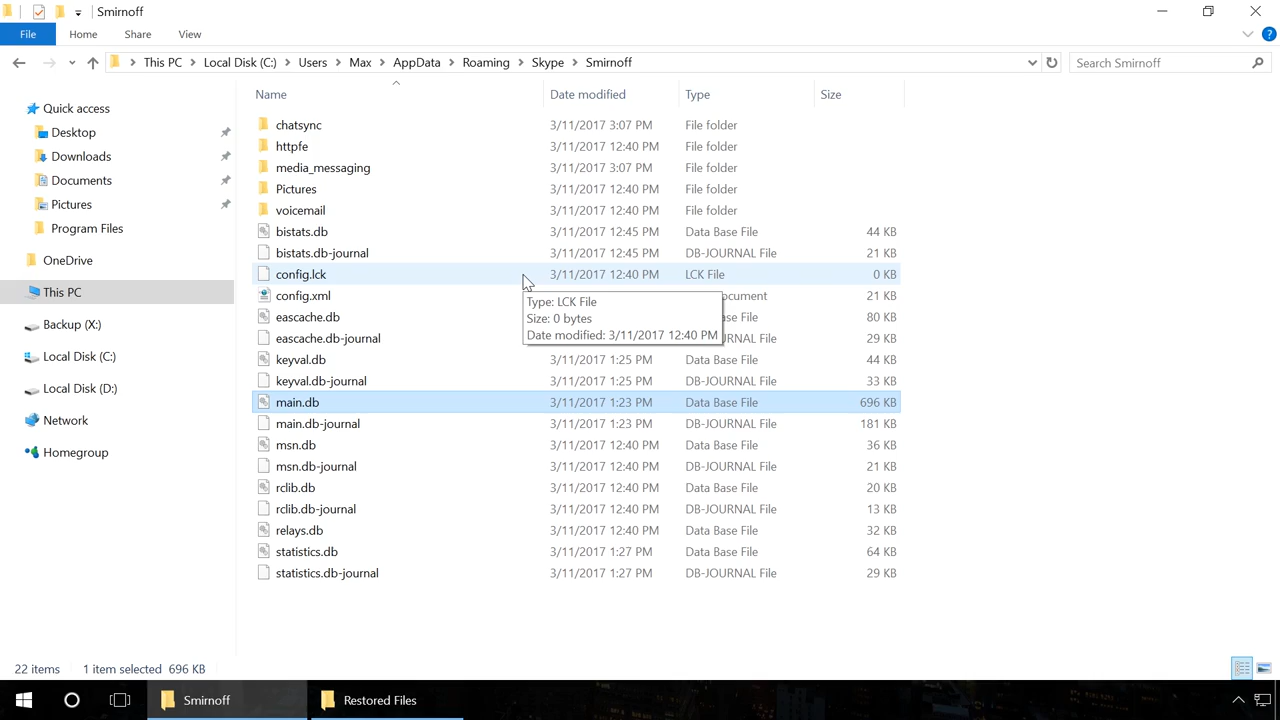 Smirnoff
File Home Share View
This PC Local Disk (C:) Users Max AppData Roaming Skype Smirnoff Search Smirnoff
Name Date modified Type Size
Quick access
Desktop
Downloads
Documents
Pictures
Program Files
OneDrive
This PC
Backup (X:)
Local Disk (C:)
Local Disk (D:)
Network
Homegroup
chatsync 3/11/2017 3:07 PM File folder
httpfe 3/11/2017 12:40 PM File folder
media_messaging 3/11/2017 3:07 PM File folder
Pictures 3/11/2017 12:40 PM File folder
voicemail 3/11/2017 12:40 PM File folder
bistats.db 3/11/2017 12:45 PM Data Base File 44 KB
bistats.db-journal 3/11/2017 12:45 PM DB-JOURNAL File 21 KB
config.lck 3/11/2017 12:40 PM LCK File 0 KB
config.xml ocument 21 KB
eascache.db se File 80 KB
eascache.db-journal RNAL File 29 KB
keyval.db 3/11/2017 1:25 PM Data Base File 44 KB
keyval.db-journal 3/11/2017 1:25 PM DB-JOURNAL File 33 KB
main.db 3/11/2017 1:23 PM Data Base File 696 KB
main.db-journal 3/11/2017 1:23 PM DB-JOURNAL File 181 KB
msn.db 3/11/2017 12:40 PM Data Base File 36 KB
msn.db-journal 3/11/2017 12:40 PM DB-JOURNAL File 21 KB
rclib.db 3/11/2017 12:40 PM Data Base File 20 KB
rclib.db-journal 3/11/2017 12:40 PM DB-JOURNAL File 13 KB
relays.db 3/11/2017 12:40 PM Data Base File 32 KB
statistics.db 3/11/2017 1:27 PM Data Base File 64 KB
statistics.db-journal 3/11/2017 1:27 PM DB-JOURNAL File 29 KB
Type: LCK File
Size: 0 bytes
Date modified: 3/11/2017 12:40 PM
22 items 1 item selected 696 KB
Smirnoff Restored Files